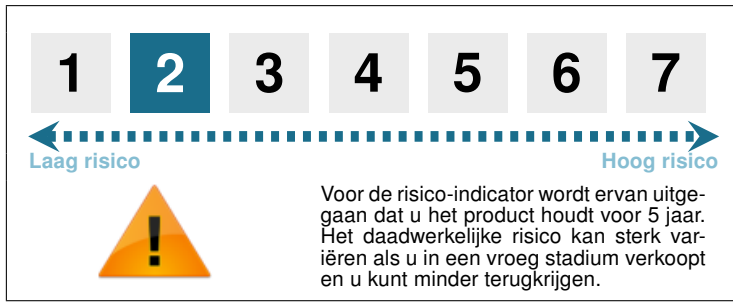 1 2 3 4 5 6 7
Laag risico Hoog risico
Voor de risico-indicator wordt ervan uitge-
gaan dat u het product houdt voor 5 jaar.
Het daadwerkelijke risico kan sterk var-
iëren als u in een vroeg stadium verkoopt
en u kunt minder terugkrijgen.